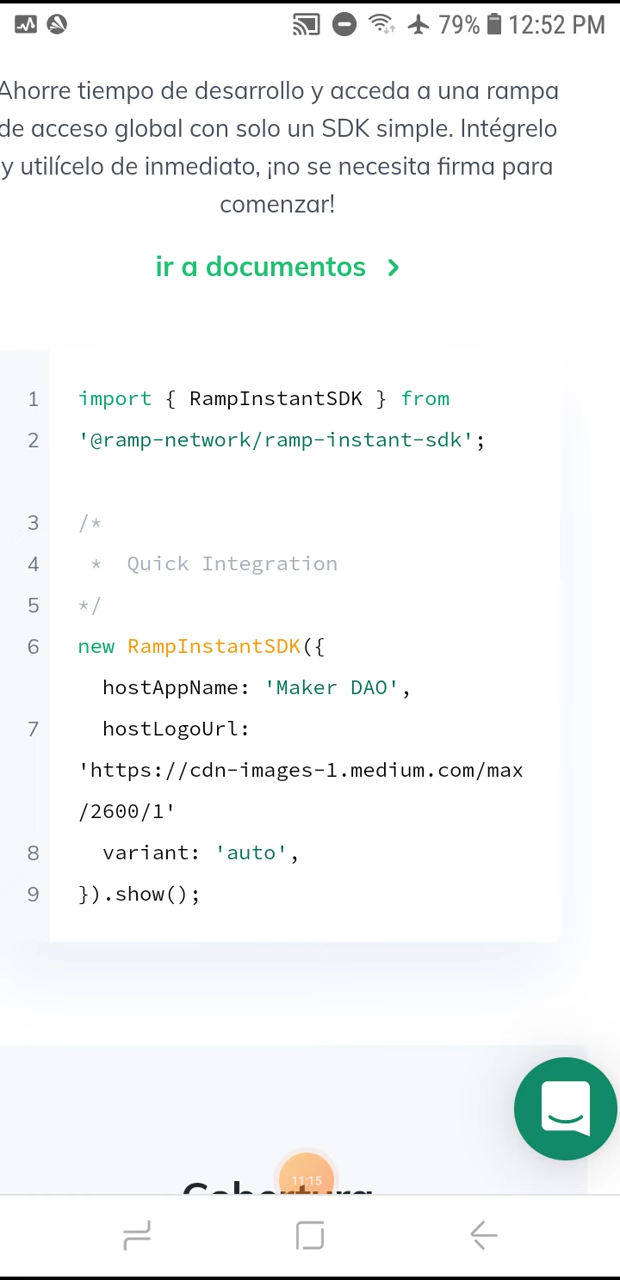 79% 12:52 PM
Ahorre tiempo de desarrollo y acceda a una rampa
de acceso global con solo un SDK simple. Intégrelo
y utilícelo de inmediato, ¡no se necesita firma para
comenzar!
ir a documentos
1 import { RampInstantSDK } from
2 '@ramp-network/ramp-instant-sdk';
3 /*
4 * Quick Integration
5 */
6 new RampInstantSDK({
hostAppName: 'Maker DAO',
7 hostLogoUrl:
'https://cdn-images-1.medium.com/max
/2600/1'
8 variant: 'auto',
9 }).show();
11:15
Cobertura